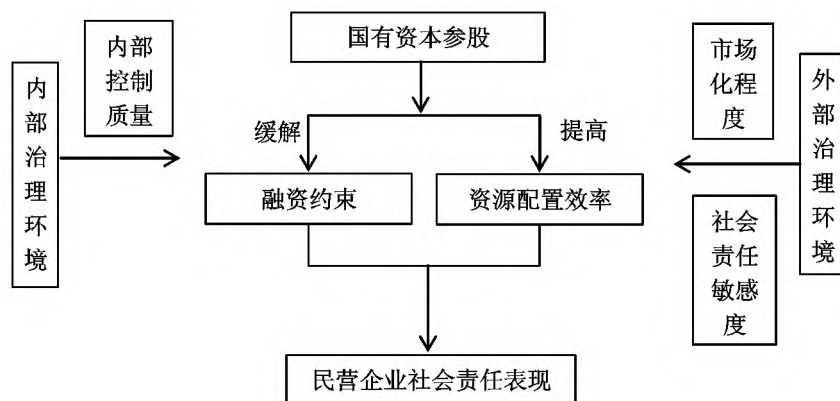 国有资本参股
内部
控制
质量
内
部
治
理
环
境
缓解
提高
融资约束
资源配置效率
市场
化程
度
外
部
治
理
环
境
社会
责任
敏感
度
民营企业社会责任表现